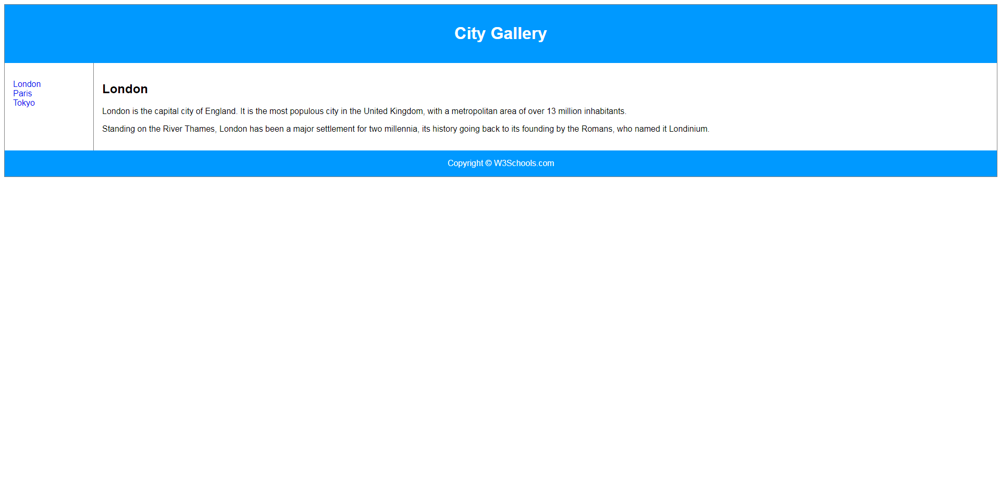 City Gallery
London
Paris
Tokyo
London
London is the capital city of England. It is the most populous city in the United Kingdom, with a metropolitan area of over 13 million inhabitants.
Standing on the River Thames, London has been a major settlement for two millennia, its history going back to its founding by the Romans, who named it Londinium.
Copyright © W3Schools.com